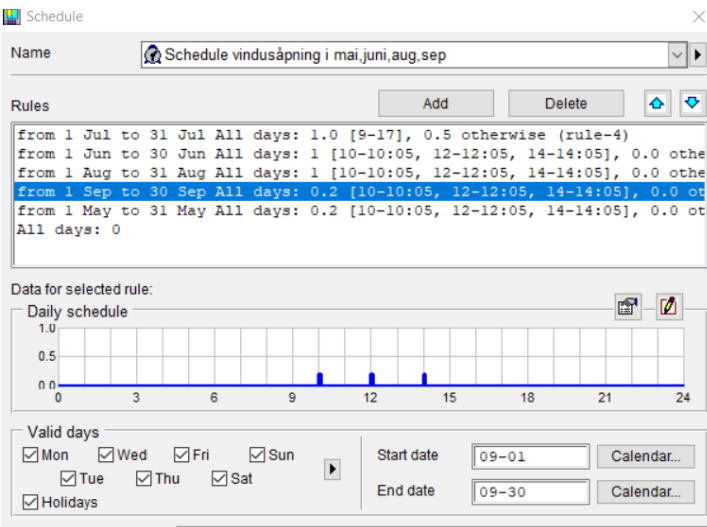 Schedule
Name
Schedule vindusåpning i mai,juni,aug,sep
Rules
Add
Delete
from 1 Jul to 31 Jul All days: 1.0 [9-17], 0.5 otherwise (rule-4)
from 1 Jun to 30 Jun All days: 1 [10-10:05, 12-12:05, 14-14:05], 0.0 othe
from 1 Aug to 31 Aug All days: 1 [10-10:05, 12-12:05, 14-14:05], 0.0 othe
from 1 Sep to 30 Sep All days: 0.2 [10-10:05, 12-12:05, 14-14:05], 0.0 ot
from 1 May to 31 May All days: 0.2 [10-10:05, 12-12:05, 14-14:05], 0.0 ot
All days: 0
Data for selected rule:
Daily schedule
1.0
0.5
0.0
0 3 6 9 12 15 18 21 24
Valid days
Mon Wed Fri Sun
Tue Thu Sat
Holidays
Start date 09-01 Calendar...
End date 09-30 Calendar...